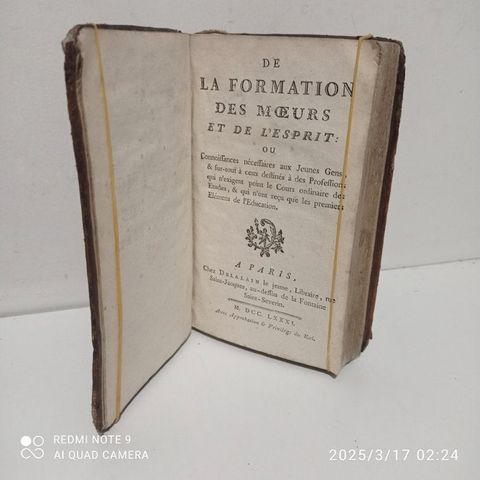 DE
LA FORMATION
DES MŒURS
ET DE L'ESPRIT:
OU
Connoissances nécessaires aux Jeunes Gens,
& sur-tout à ceux destinés à des Professions
qui n'exigent point le Cours ordinaire des
Etudes, & qui n'ont reçu que les premiers
Elémens de l'Education.
A PARIS,
Chez DELALAIN le jeune, Libraire, rue
Saint-Jacques, au-dessus de la Fontaine
Saint-Severin.
M. DCC. LXXXI.
Avec Approbation & Privilége du Roi.
REDMI NOTE 9
AI QUAD CAMERA
2025/3/17 02:24